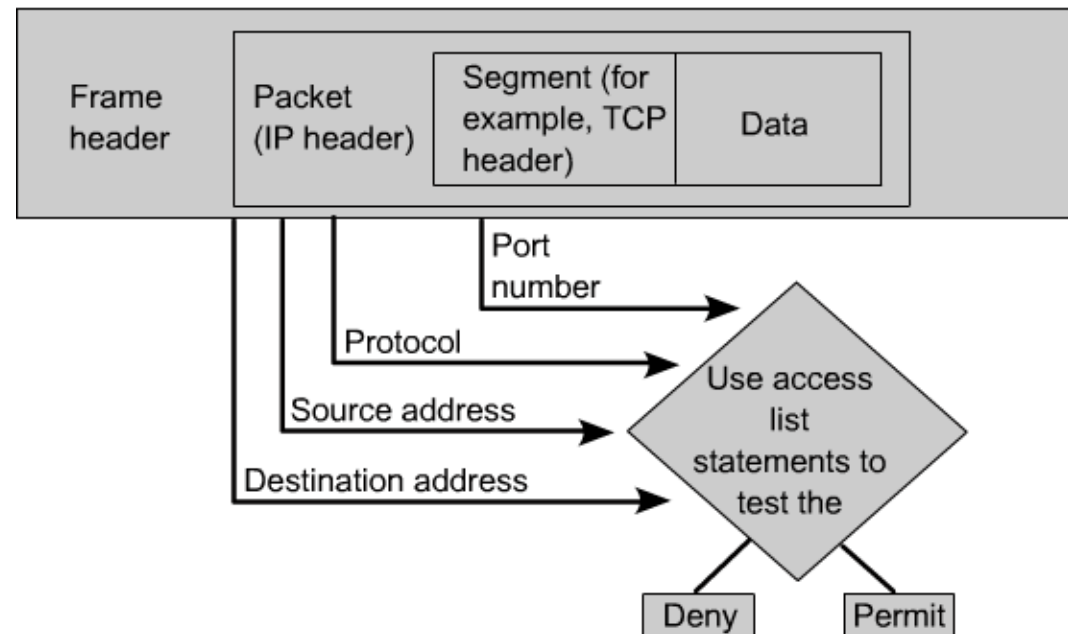 Frame
header
Packet
(IP header)
Segment (for
example, TCP
header)
Data
Port
number
Protocol
Source address
Destination address
Use access
list
statements to
test the
Deny
Permit